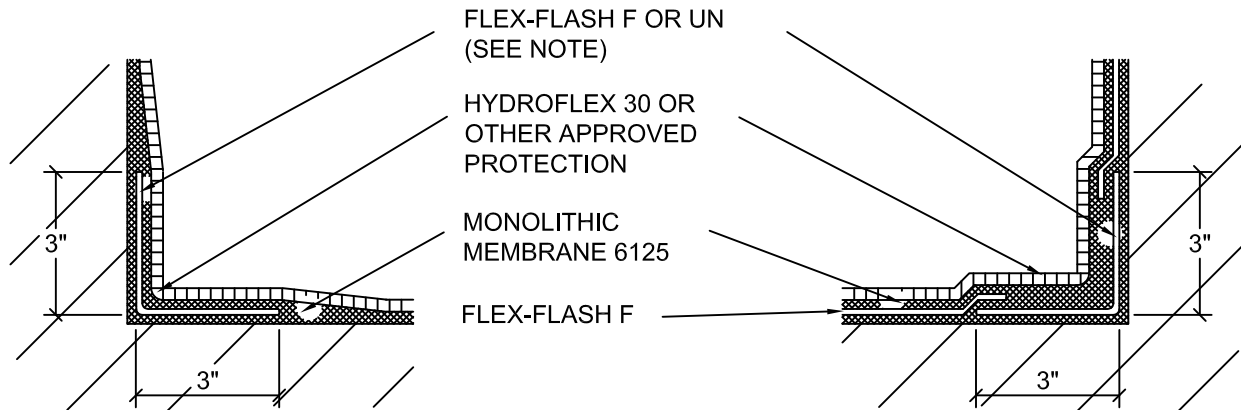 FLEX-FLASH F OR UN
(SEE NOTE)
HYDROFLEX 30 OR
OTHER APPROVED
PROTECTION
MONOLITHIC
MEMBRANE 6125
FLEX-FLASH F
3"
3"
3"
3"